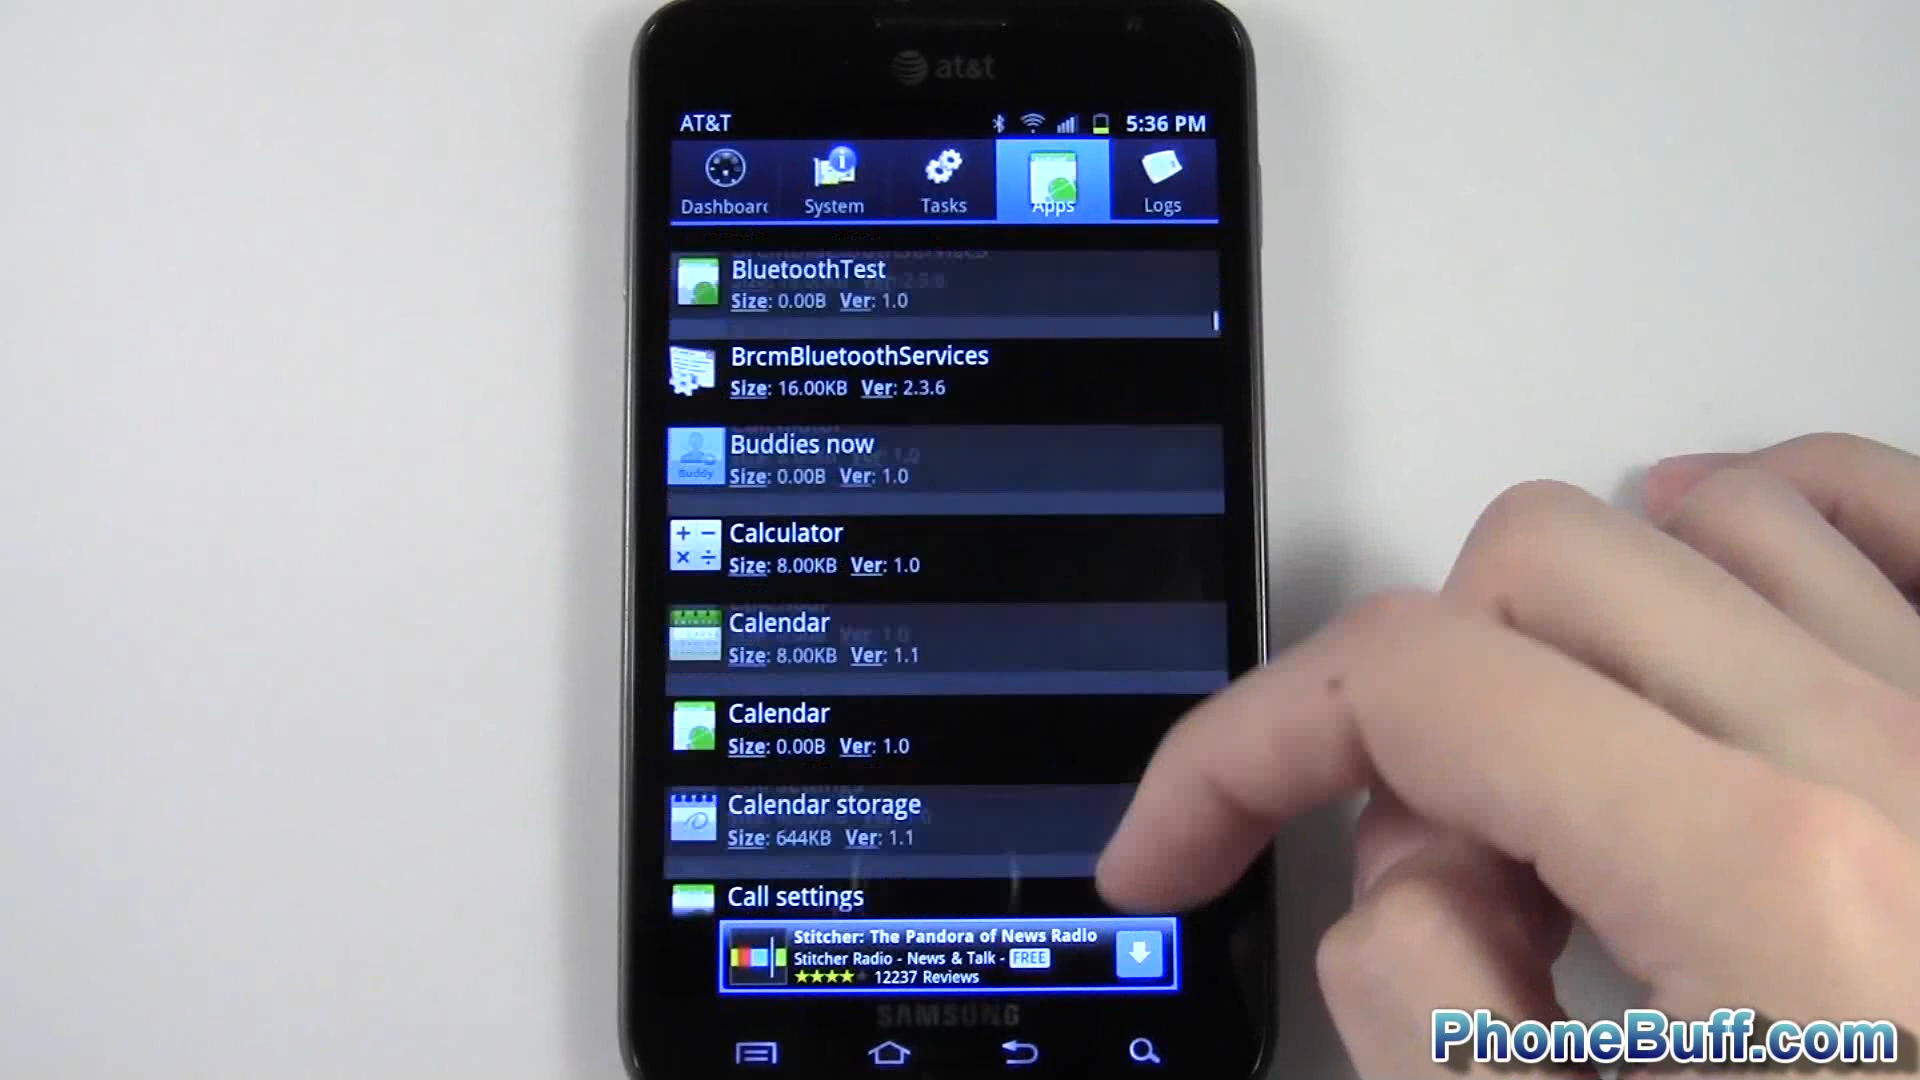 at&t
AT&T 5:36 PM
Dashboard System Tasks Apps Logs
BluetoothTest
Size: 0.00B Ver: 1.0
BrcmBluetoothServices
Size: 16.00KB Ver: 2.3.6
Buddies now
Buddy
Size: 0.00B Ver: 1.0
Calculator
Size: 8.00KB Ver: 1.0
Calendar
Size: 8.00KB Ver: 1.1
Calendar
Size: 0.00B Ver: 1.0
Calendar storage
Size: 644KB Ver: 1.1
Call settings
Stitcher: The Pandora of News Radio
Stitcher Radio - News & Talk - FREE
12237 Reviews
SAMSUNG
PhoneBuff.com